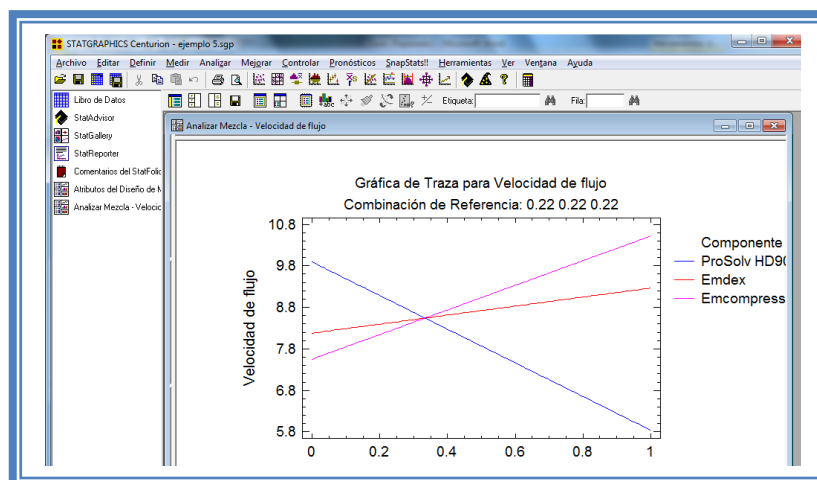 STATGRAPHICS Centurion - ejemplo 5.sgp
Archivo Editar Definir Medir Analizar Mejorar Controlar Pronósticos SnapStats!! Herramientas Ver Ventana Ayuda
Etiqueta: Fila:
Libro de Datos
StatAdvisor
StatGallery
StatReporter
Comentarios del StatFolic
Atributos del Diseño de M
Analizar Mezcla - Velocic
Analizar Mezcla - Velocidad de flujo
Gráfica de Traza para Velocidad de flujo
Combinación de Referencia: 0.22 0.22 0.22
10.8
9.8
8.8
7.8
6.8
5.8
Velocidad de flujo
0 0.2 0.4 0.6 0.8 1
Componente
ProSolv HD90
Emdex
Emcompress